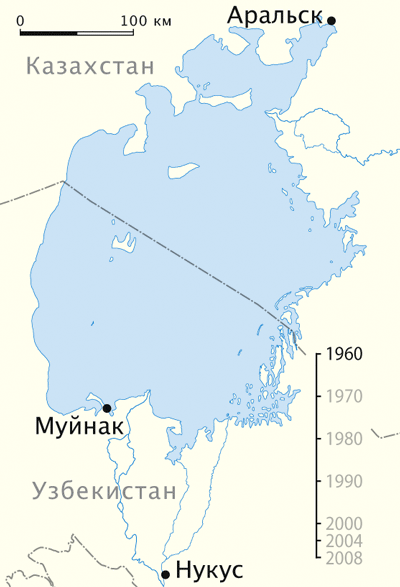 0 100 км
Аральск
Казахстан
1960
1970
Муйнак
1980
Узбекистан
1990
2000
2004
2008
Нукус